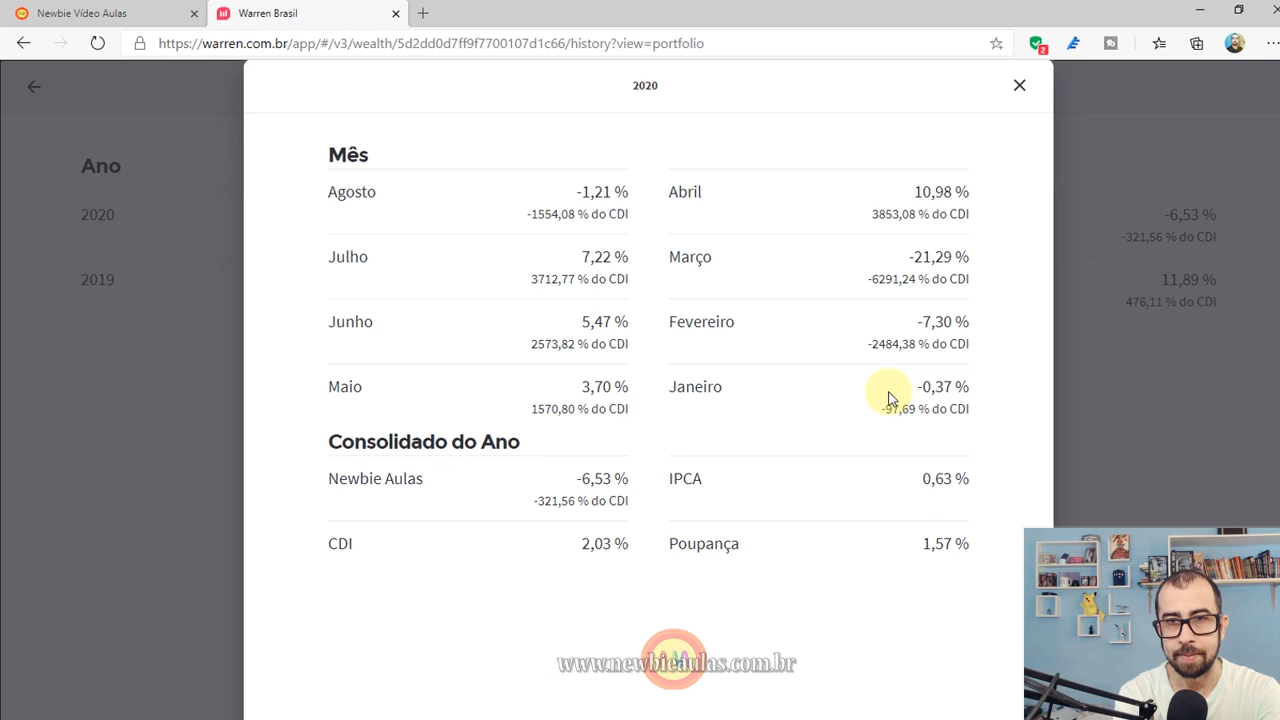 Newbie Vídeo Aulas
Warren Brasil
https://warren.com.br/app/#/v3/wealth/5d2dd0d7ff9f7700107d1c66/history?view=portfolio
2
2020
Ano
2020
-6,53 %
-321,56 % do CDI
2019
11,89 %
476,11 % do CDI
Mês
Agosto
-1,21 %
-1554,08 % do CDI
Abril
10,98 %
3853,08 % do CDI
Julho
7,22 %
3712,77 % do CDI
Março
-21,29 %
-6291,24 % do CDI
Junho
5,47 %
2573,82 % do CDI
Fevereiro
-7,30 %
-2484,38 % do CDI
Maio
3,70 %
1570,80 % do CDI
Janeiro
-0,37 %
-97,69 % do CDI
Consolidado do Ano
Newbie Aulas
-6,53 %
-321,56 % do CDI
IPCA
0,63 %
CDI
2,03 %
Poupança
1,57 %
www.newbieaulas.com.br